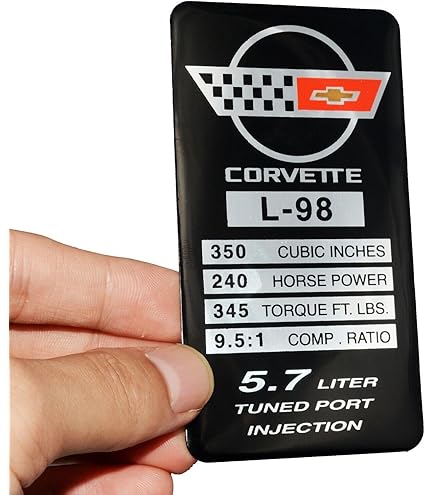 CORVETTE
L-98
350 CUBIC INCHES
240 HORSE POWER
345 TORQUE FT. LBS.
9.5:1 COMP. RATIO
5.7 LITER
TUNED PORT
INJECTION